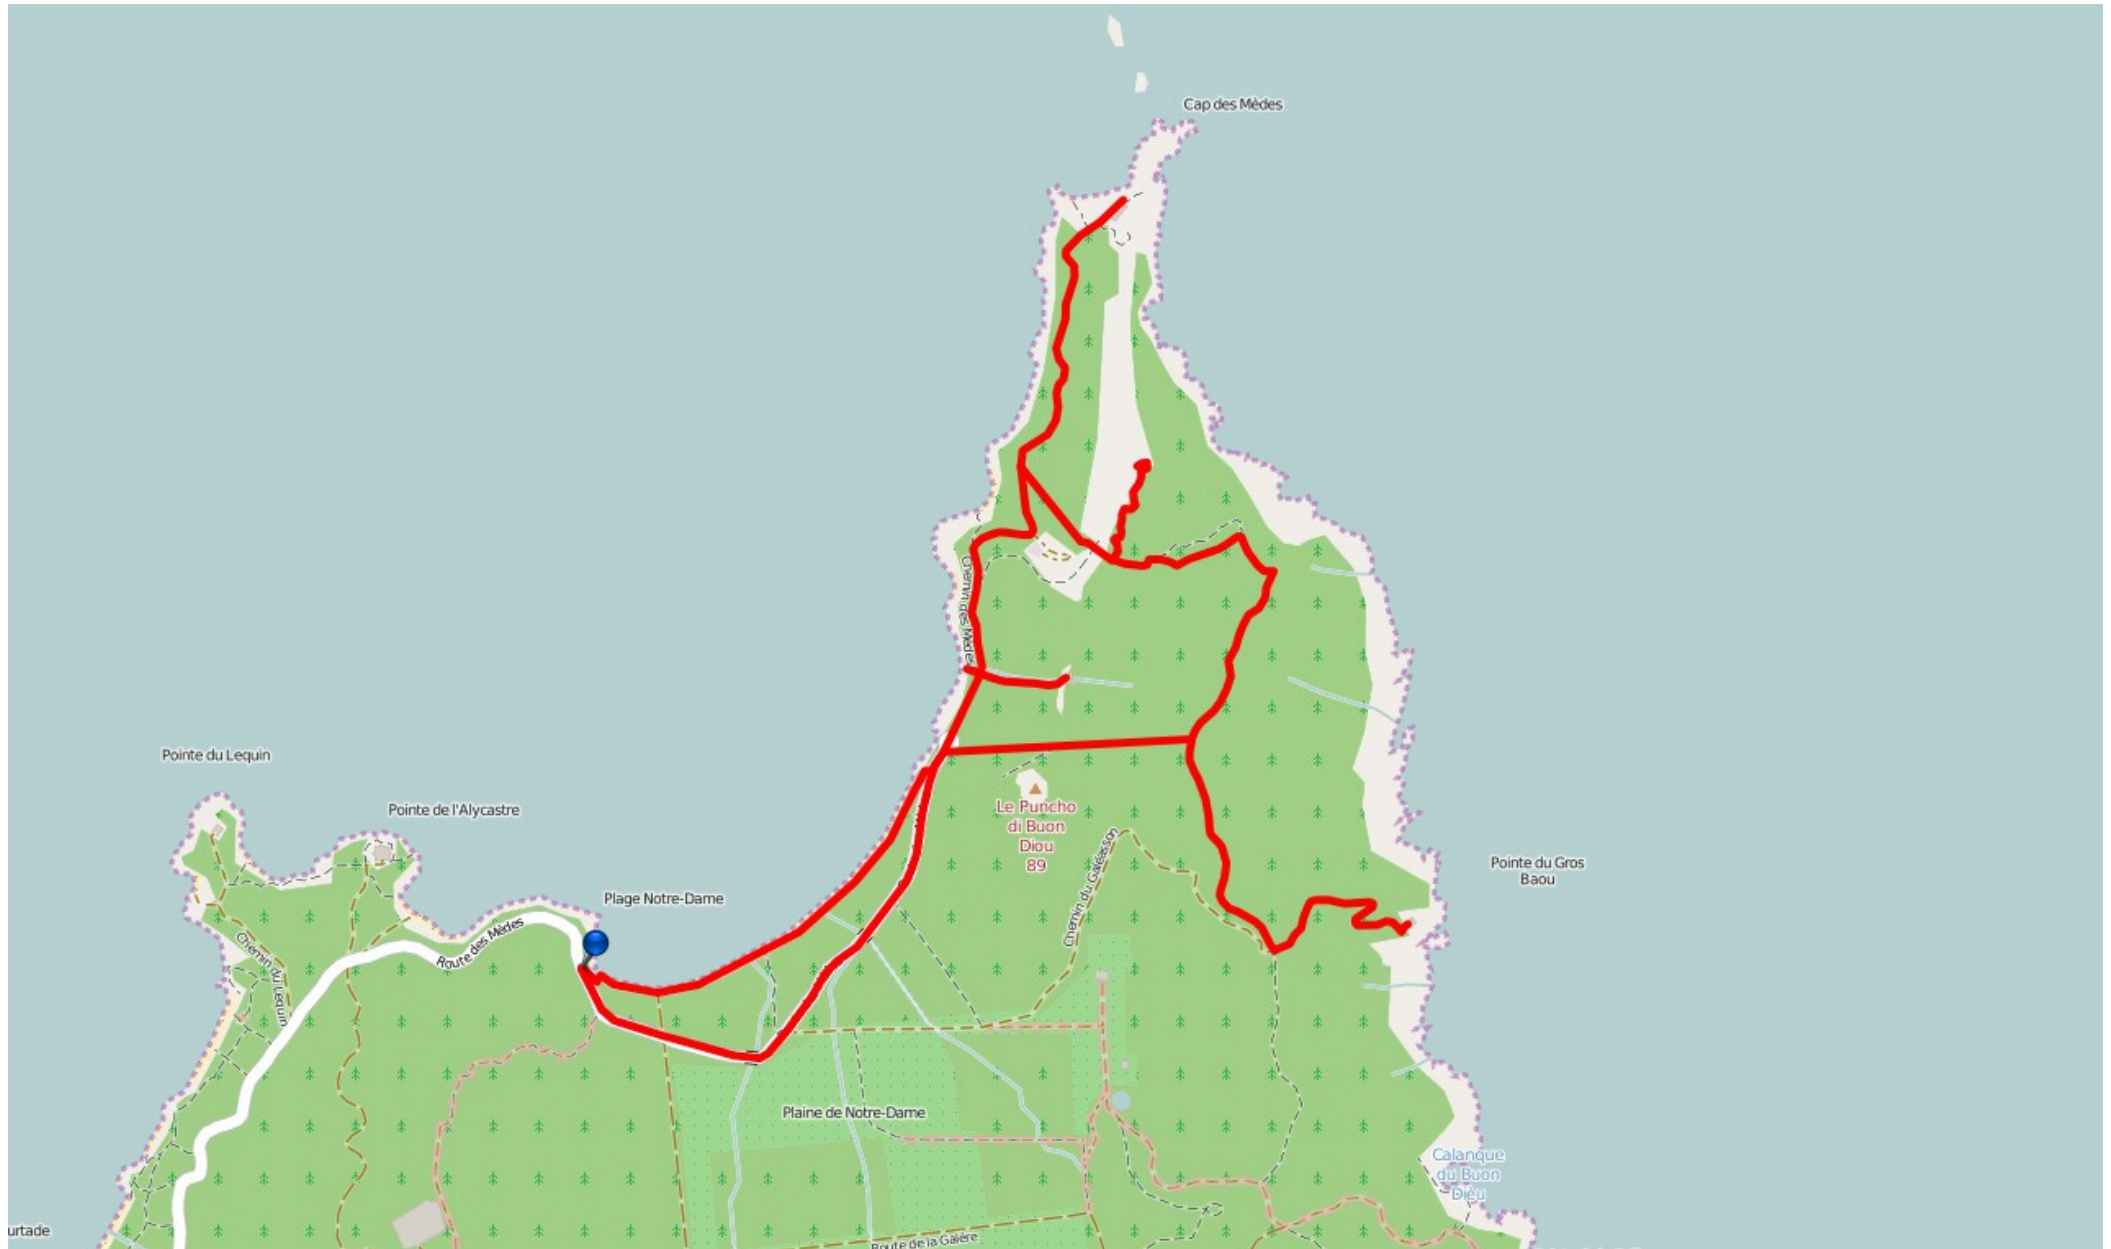 Cap des Mèdes
Chemin des Mèdes
Pointe du Lequin
Pointe de l'Alycastre
Le Puncho
di Buon
Diou
89
Pointe du Gros
Baou
Plage Notre-Dame
Route des Mèdes
Chemin du Lequin
Chemin du Galéasson
Plaine de Notre-Dame
Calanque
du Buon
Dieu
urtade
Route de la Galère